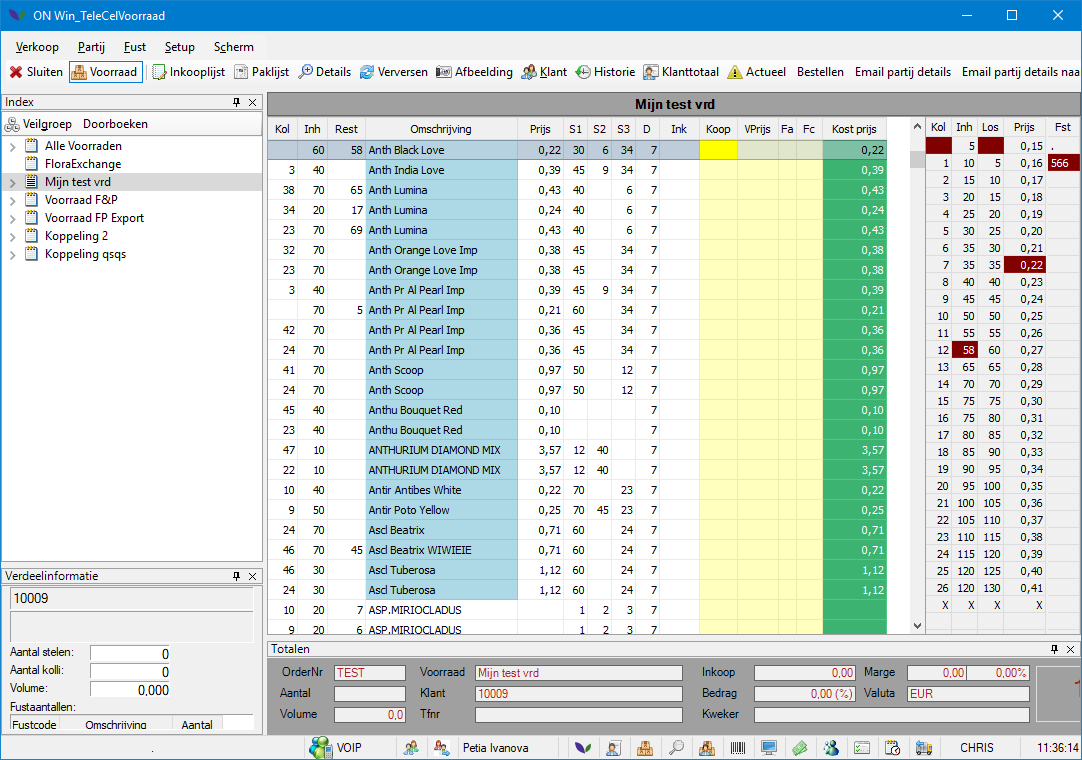 ON Win_TeleCelVoorraad
Verkoop Partij Fust Setup Scherm
Sluiten Voorraad Inkooplijst Paklijst Details Verversen Afbeelding Klant Historie Klanttotaal Actueel Bestellen Email partij details Email partij details naa
Index
Veilgroep Doorboeken
Alle Voorraden
FloraExchange
Mijn test vrd
Voorraad F&P
Voorraad FP Export
Koppeling 2
Koppeling qsqs
Verdeelinformatie
10009
Aantal stelen: 0
Aantal kolli: 0
Volume: 0,000
Fustaantallen:
Fustcode Omschrijving Aantal
Mijn test vrd
Kol Inh Rest Omschrijving Prijs S1 S2 S3 D Ink Koop VPrijs Fa Fc Kost prijs
60 58 Anth Black Love 0,22 30 6 34 7 0,22
3 40 Anth India Love 0,39 45 9 34 7 0,39
38 70 65 Anth Lumina 0,43 40 6 7 0,43
34 20 17 Anth Lumina 0,24 40 6 7 0,24
23 70 69 Anth Lumina 0,43 40 6 7 0,43
32 70 Anth Orange Love Imp 0,38 45 34 7 0,38
23 70 Anth Orange Love Imp 0,38 45 34 7 0,38
3 40 Anth Pr Al Pearl Imp 0,39 45 9 34 7 0,39
70 5 Anth Pr Al Pearl Imp 0,21 60 34 7 0,21
42 70 Anth Pr Al Pearl Imp 0,36 45 34 7 0,36
24 70 Anth Pr Al Pearl Imp 0,36 45 34 7 0,36
41 70 Anth Scoop 0,97 50 12 7 0,97
24 70 Anth Scoop 0,97 50 12 7 0,97
45 40 Anthu Bouquet Red 0,10 7 0,10
23 40 Anthu Bouquet Red 0,10 7 0,10
47 10 ANTHURIUM DIAMOND MIX 3,57 12 40 7 3,57
22 10 ANTHURIUM DIAMOND MIX 3,57 12 40 7 3,57
10 40 Antir Antibes White 0,22 70 23 7 0,22
9 50 Antir Poto Yellow 0,25 70 45 23 7 0,25
24 70 Ascl Beatrix 0,71 60 24 7 0,71
46 70 45 Ascl Beatrix WIWIEIE 0,71 60 24 7 0,71
46 30 Ascl Tuberosa 1,12 60 24 7 1,12
24 30 Ascl Tuberosa 1,12 60 24 7 1,12
10 20 7 ASP.MIRIOCLADUS 1 2 3 7
9 20 6 ASP.MIRIOCLADUS 1 2 3 7
Kol Inh Los Prijs Fst
5 0,15 .
1 10 5 0,16 566
2 15 10 0,17
3 20 15 0,18
4 25 20 0,19
5 30 25 0,20
6 35 30 0,21
7 35 35 0,22
8 40 40 0,23
9 45 45 0,24
10 50 50 0,25
11 55 55 0,26
12 58 60 0,27
13 65 65 0,28
14 70 70 0,29
15 75 75 0,30
16 75 80 0,31
17 80 85 0,32
18 85 90 0,33
19 90 95 0,34
20 95 100 0,35
21 100 105 0,36
22 105 110 0,37
23 110 115 0,38
24 115 120 0,39
25 120 125 0,40
26 120 130 0,41
X X X X
Totalen
OrderNr TEST Voorraad Mijn test vrd Inkoop 0,00 Marge 0,00 0,00%
Aantal Klant 10009 Bedrag 0,00 (%) Valuta EUR
Volume 0,0 Tfnr Kweker
. VOIP Petia Ivanova CHRIS 11:36:14